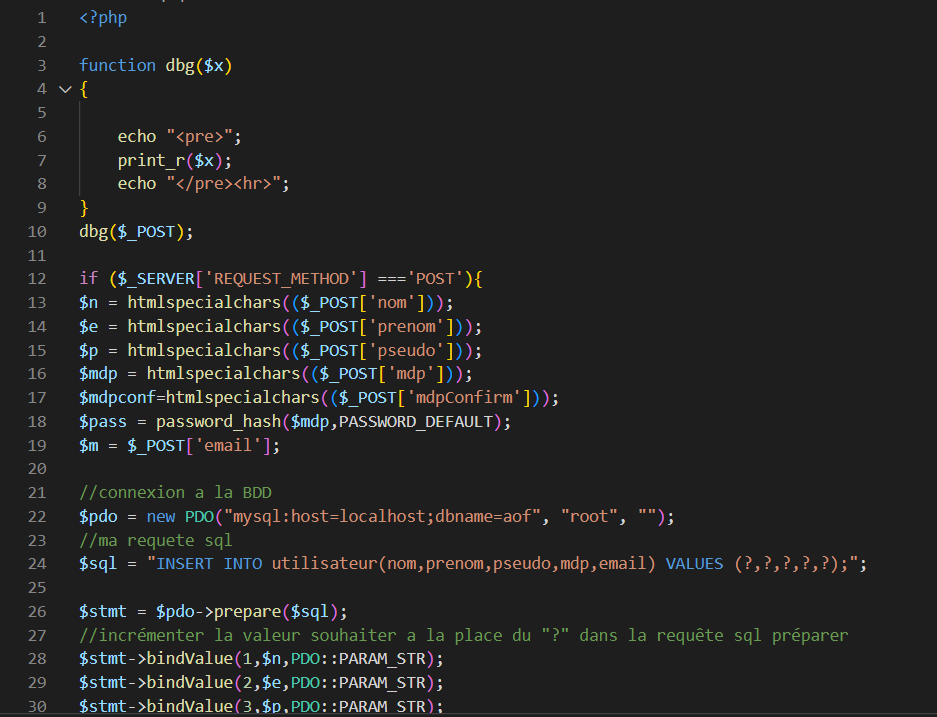 1 <?php
2
3 function dbg($x)
4 {
5
6 echo "<pre>";
7 print_r($x);
8 echo "</pre><hr>";
9 }
10 dbg($_POST);
11
12 if ($_SERVER['REQUEST_METHOD'] ==='POST'){
13 $n = htmlspecialchars(($_POST['nom']));
14 $e = htmlspecialchars(($_POST['prenom']));
15 $p = htmlspecialchars(($_POST['pseudo']));
16 $mdp = htmlspecialchars(($_POST['mdp']));
17 $mdpconf=htmlspecialchars(($_POST['mdpConfirm']));
18 $pass = password_hash($mdp,PASSWORD_DEFAULT);
19 $m = $_POST['email'];
20
21 //connexion a la BDD
22 $pdo = new PDO("mysql:host=localhost;dbname=aof", "root", "");
23 //ma requete sql
24 $sql = "INSERT INTO utilisateur(nom,prenom,pseudo,mdp,email) VALUES (?,?,?,?,?);";
25
26 $stmt = $pdo->prepare($sql);
27 //incrémenter la valeur souhaiter a la place du "?" dans la requête sql préparer
28 $stmt->bindValue(1,$n,PDO::PARAM_STR);
29 $stmt->bindValue(2,$e,PDO::PARAM_STR);
30 $stmt->bindValue(3,$p,PDO::PARAM_STR);